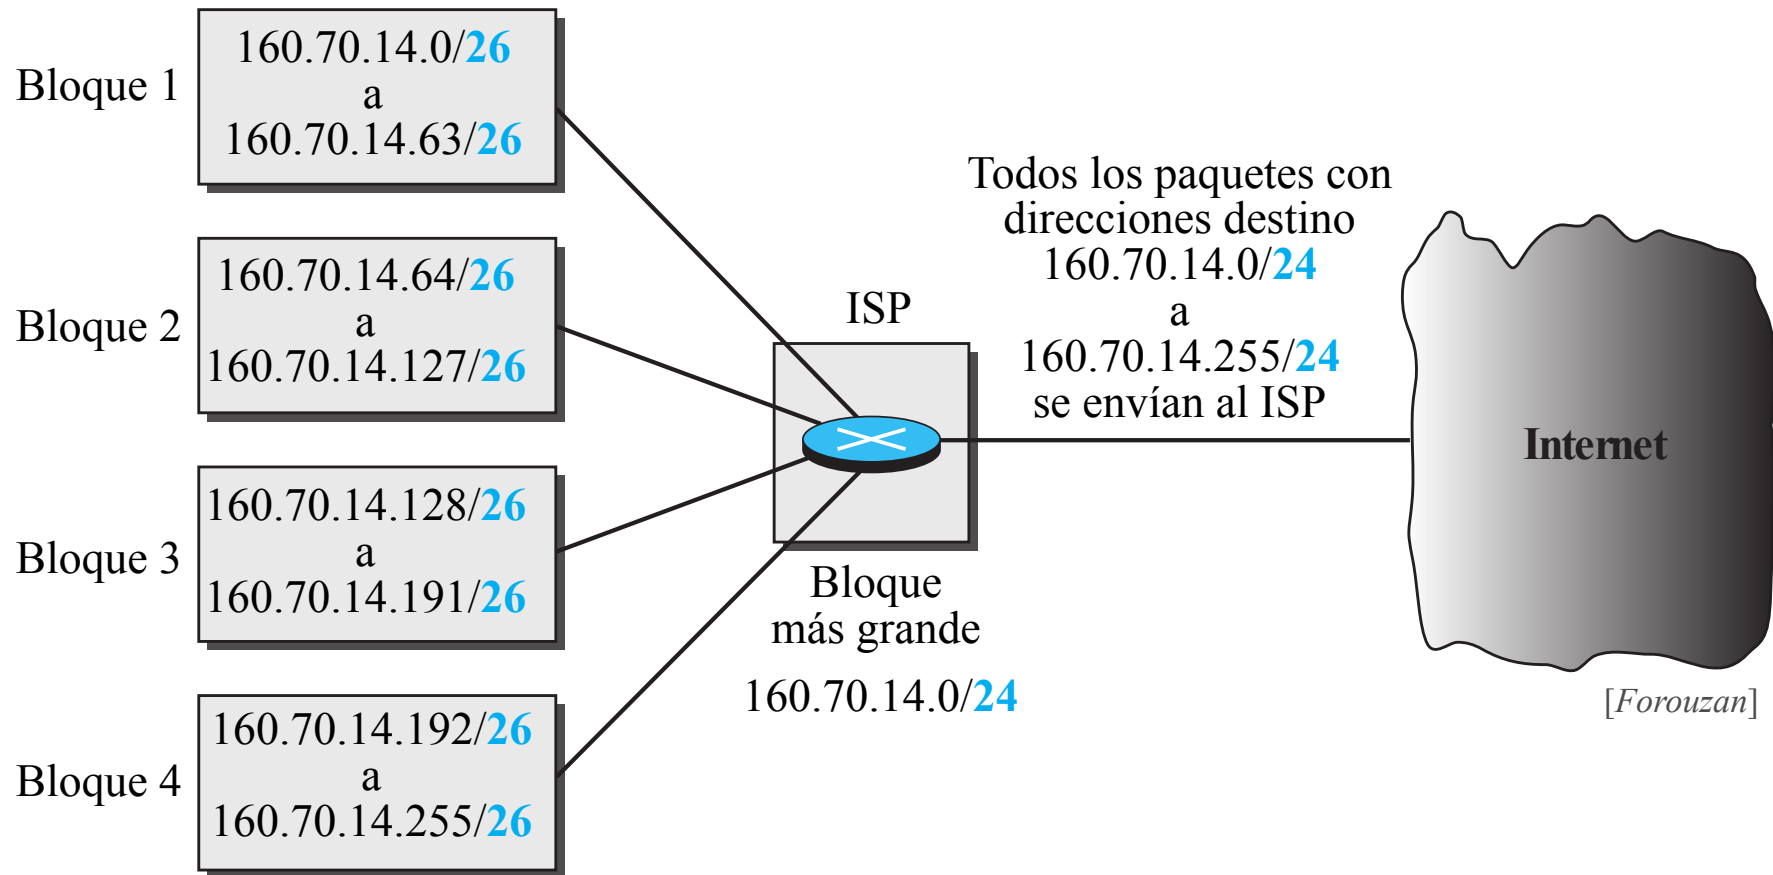 Bloque 1
160.70.14.0/26
a
160.70.14.63/26
Bloque 2
160.70.14.64/26
a
160.70.14.127/26
Bloque 3
160.70.14.128/26
a
160.70.14.191/26
Bloque 4
160.70.14.192/26
a
160.70.14.255/26
ISP
Bloque
más grande
160.70.14.0/24
Todos los paquetes con
direcciones destino
160.70.14.0/24
a
160.70.14.255/24
se envían al ISP
Internet
[Forouzan]